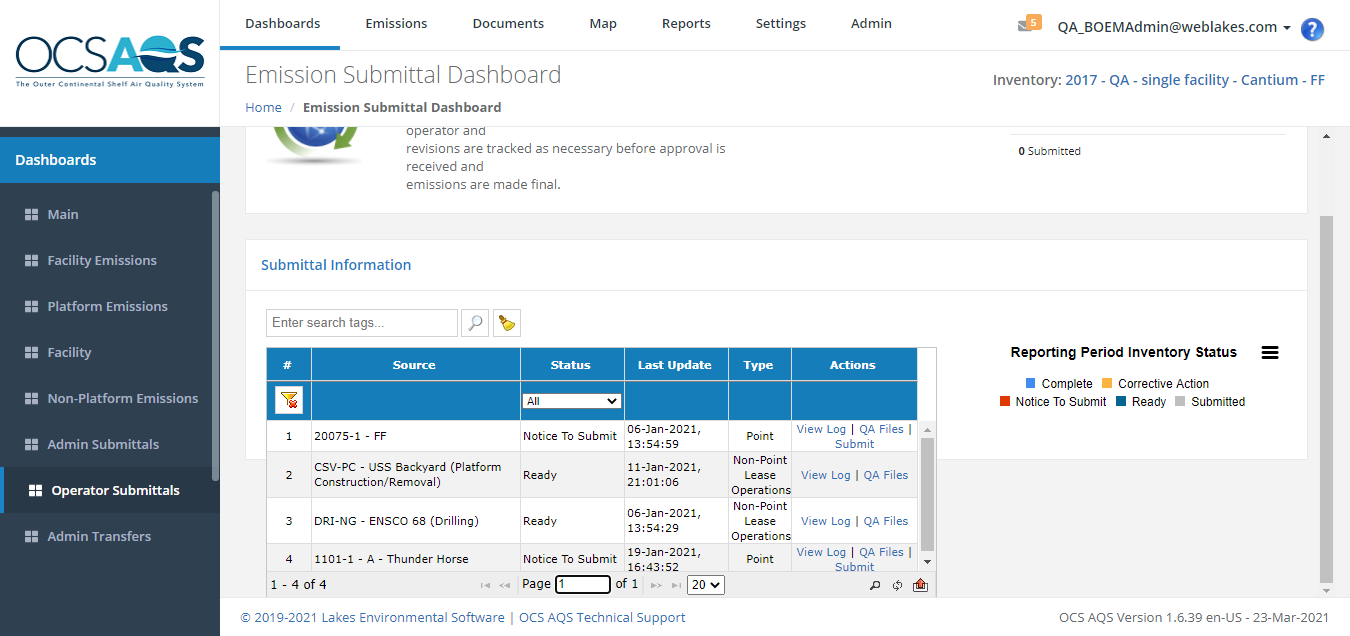 OCSAQS
The Outer Continental Shelf Air Quality System
Dashboards Emissions Documents Map Reports Settings Admin
5 QA_BOEMAdmin@weblakes.com ?
Emission Submittal Dashboard
Inventory: 2017 - QA - single facility - Cantium - FF
Home / Emission Submittal Dashboard
Dashboards
Main
Facility Emissions
Platform Emissions
Facility
Non-Platform Emissions
Admin Submittals
Operator Submittals
Admin Transfers
operator and
revisions are tracked as necessary before approval is
received and
emissions are made final.
0 Submitted
Submittal Information
Enter search tags...
# Source Status Last Update Type Actions
All
1 20075-1 - FF Notice To Submit 06-Jan-2021, 13:54:59 Point View Log | QA Files | Submit
2 CSV-PC - USS Backyard (Platform Construction/Removal) Ready 11-Jan-2021, 21:01:06 Non-Point Lease Operations View Log | QA Files
3 DRI-NG - ENSCO 68 (Drilling) Ready 06-Jan-2021, 13:54:29 Non-Point Lease Operations View Log | QA Files
4 1101-1 - A - Thunder Horse Notice To Submit 19-Jan-2021, 16:43:52 Point View Log | QA Files | Submit
1 - 4 of 4 Page 1 of 1 20
Reporting Period Inventory Status
Complete Corrective Action
Notice To Submit Ready Submitted
© 2019-2021 Lakes Environmental Software | OCS AQS Technical Support
OCS AQS Version 1.6.39 en-US - 23-Mar-2021